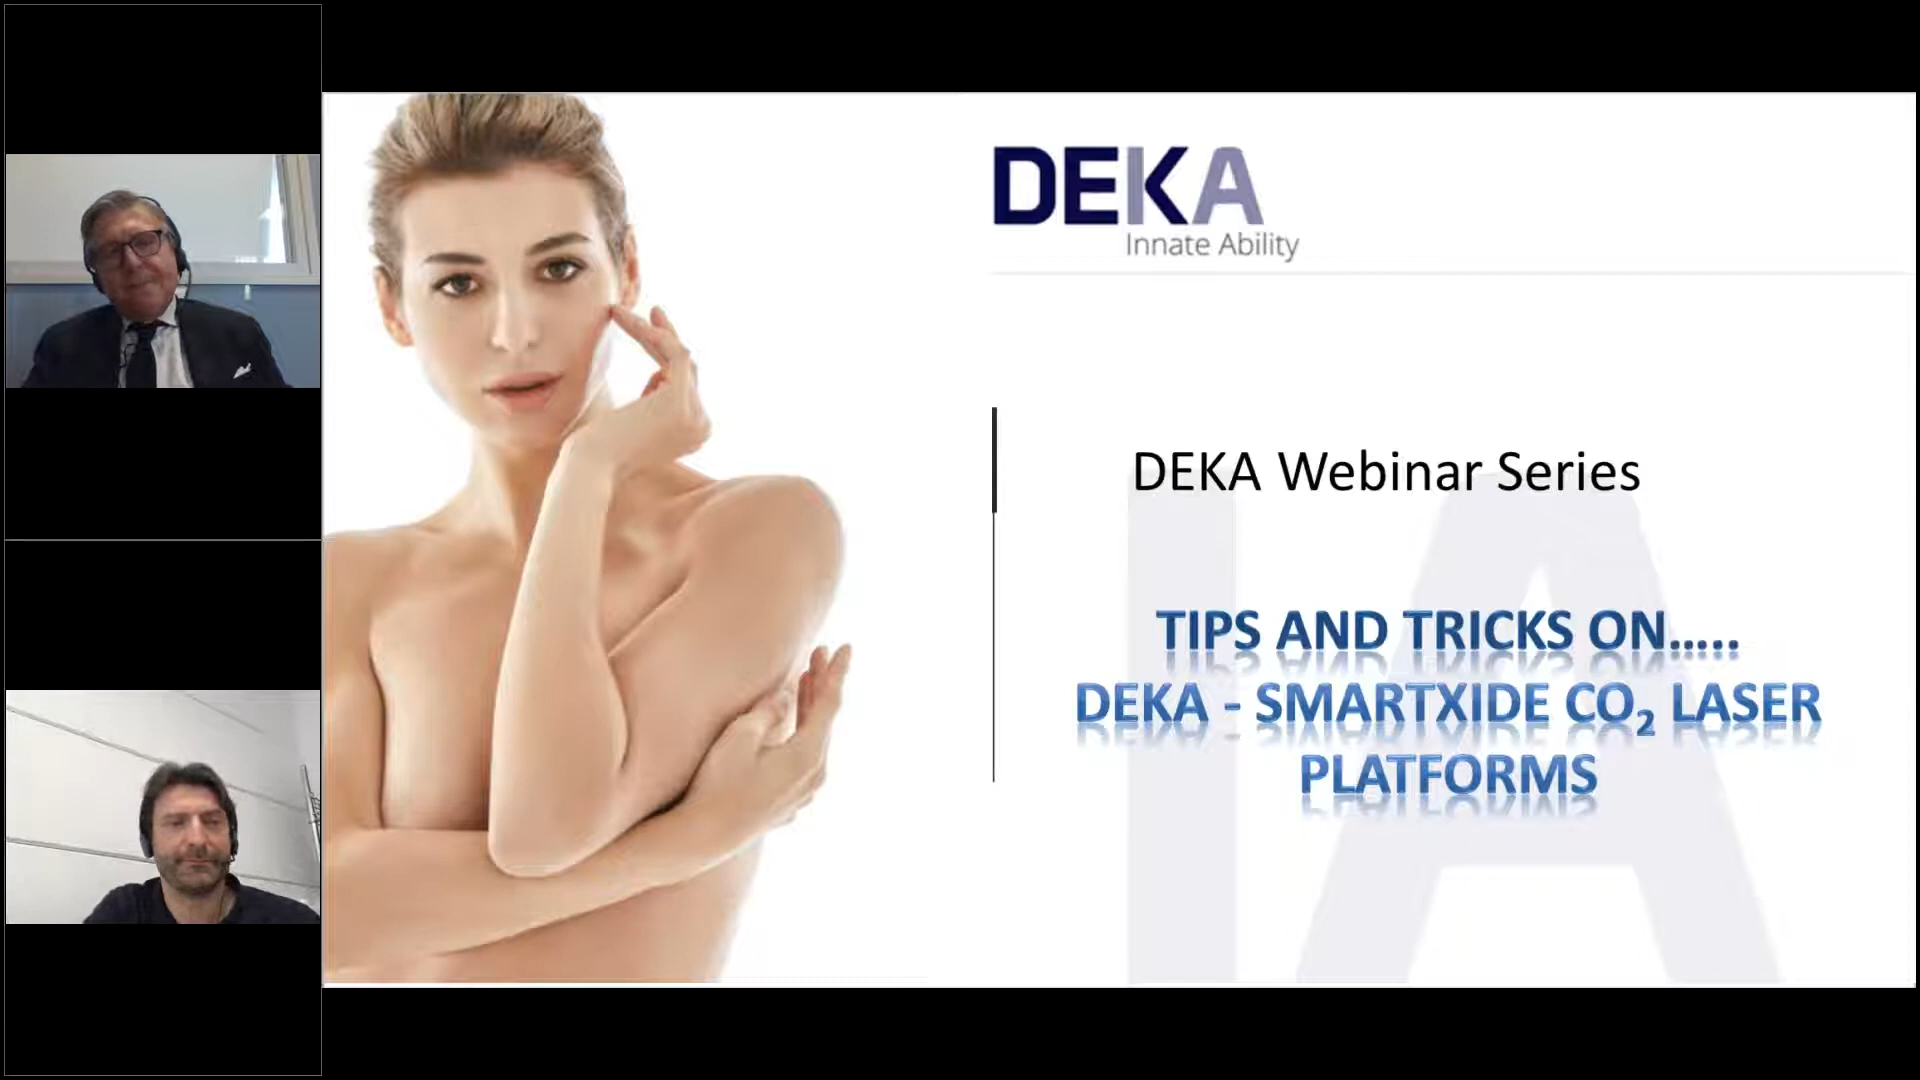 DEKA
Innate Ability
DEKA Webinar Series
TIPS AND TRICKS ON.....
DEKA - SMARTXIDE CO₂ LASER
PLATFORMS